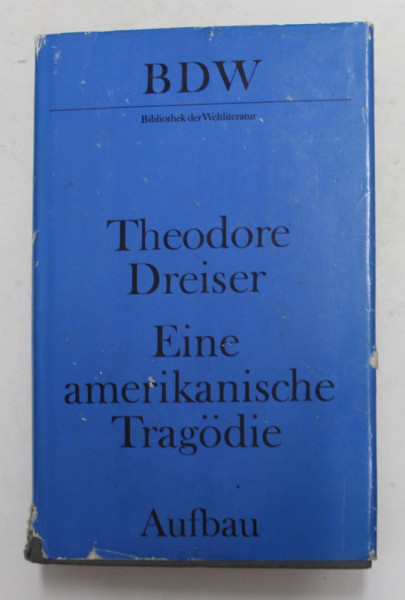 BDW
Bibliothek der Weltliteratur
Theodore
Dreiser
Eine
amerikanische
Tragödie
Aufbau